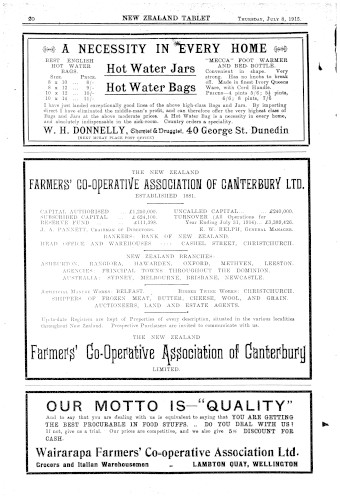 20 NEW ZEALAND TABLET Thursday, July 8, 1915.
A NECESSITY IN EVERY HOME
BEST ENGLISH
HOT WATER
BAGS.
Size. Price.
Hot Water Jars
Hot Water Bags
"MECCA" FOOT WARMER
AND BED BOTTLE.
Convenient in shape. Very
strong. Has no knobs to break
off. Made in finest Ivory Queen
Ware, with Cord Handle.
I have just landed exceptionally good lines of the above high-class Bags and Jars. By importing
direct I have eliminated the middle-man's profit, and can therefore offer the very highest class of
Bags and Jars at the above moderate prices. A Hot Water Bag is a necessity in every home,
and absolutely indispensable in the sick-room. Country orders a speciality.
W. H. DONNELLY, Chemist & Druggist, 40 George St. Dunedin
(NEXT McKAY PLACE POST OFFICE)
THE NEW ZEALAND
FARMERS' CO-OPERATIVE ASSOCIATION OF CANTERBURY LTD.
ESTABLISHED 1881.
CAPITAL AUTHORISED
UNCALLED CAPITAL
SUBSCRIBED CAPITAL
TURNOVER (All Operations for
RESERVE FUND
Year Ending July 31, 1914)
J. A. PANNETT, Chairman of Directors. E. W. RELPH, General Manager.
BANKERS BANK OF NEW ZEALAND.
HEAD OFFICE AND WAREHOUSES CASHEL STREET, CHRISTCHURCH.
NEW ZEALAND BRANCHES
ASHBURTON, RANGIORA, HAWARDEN, OXFORD, METHVEN, LEESTON.
AGENCIES PRINCIPAL TOWNS THROUGHOUT THE DOMINION.
AUSTRALIA SYDNEY, MELBOURNE, BRISBANE, NEWCASTLE.
Works: BELFAST. Works: CHRISTCHURCH.
SHIPPERS OF FROZEN MEAT, BUTTER, CHEESE, WOOL, AND GRAIN.
AUCTIONEERS, LAND AND ESTATE AGENTS.
Up-to-date Registers are kept of Properties of every description, situated in the various localities
throughout New Zealand. Prospective Purchasers are invited to communicate with us.
THE NEW ZEALAND
Farmers' Co-Operative Association of Canterbury
LIMITED.
OUR MOTTO IS—"QUALITY"
And to say that you are dealing with us is equivalent to saying that YOU ARE GETTING
THE BEST PROCURABLE IN FOOD STUFFS. .. DO YOU DEAL WITH US?
If not, give us a trial. Our prices are competitive, and we also give DISCOUNT FOR
CASH.
Wairarapa Farmers' Co-operative Association Ltd.
Grocers and Italian Warehousemen LAMBTON QUAY, WELLINGTON